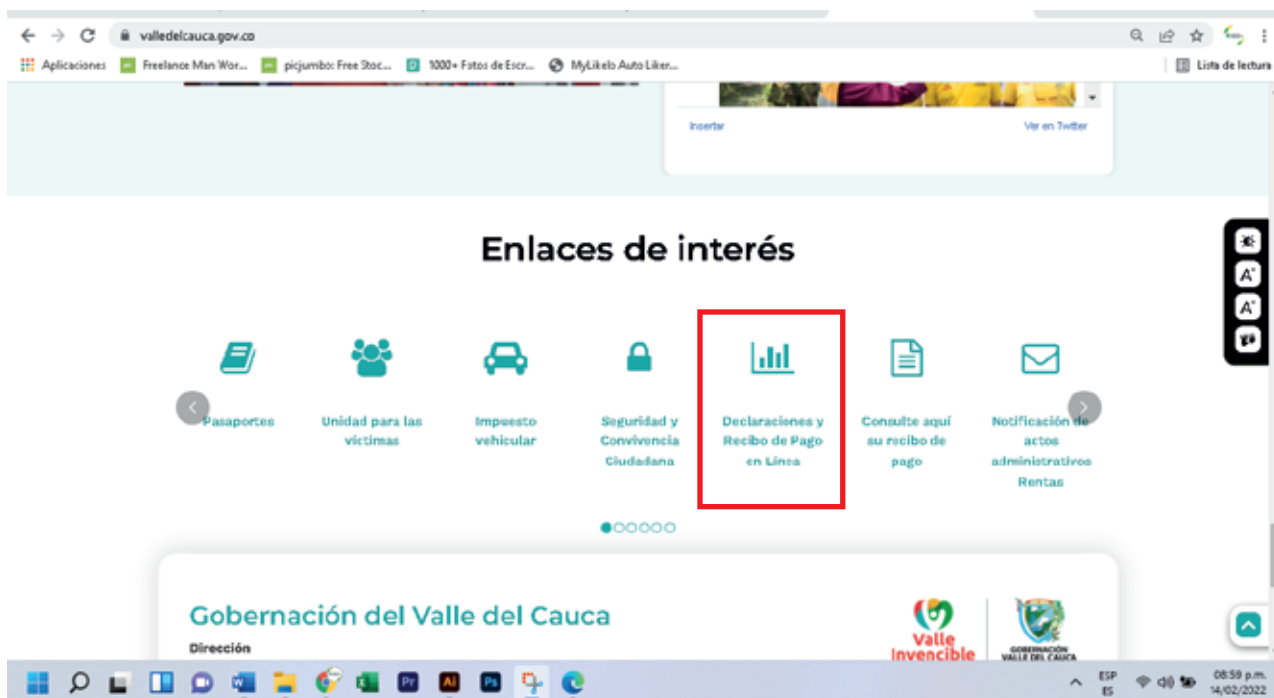 valledelcauca.gov.co
Aplicaciones
Freelance Man Wor...
picjumbo: Free Stoc...
1000+ Fotos de Escr...
MyLikelo Auto Liker...
Lista de lectura
Insertar
Ver en Twitter
Enlaces de interés
Pasaportes
Unidad para las
víctimas
Impuesto
vehicular
Seguridad y
Convivencia
Ciudadana
Declaraciones y
Recibo de Pago
en Línea
Consulte aquí
su recibo de
pago
Notificación de
actos
administrativos
Rentas
Gobernación del Valle del Cauca
Dirección
Valle
Invencible
GOBERNACIÓN
VALLE DEL CAUCA
A+
A-
Pr
Ai
Ps
ESP
ES
08:59 p.m.
14/02/2022